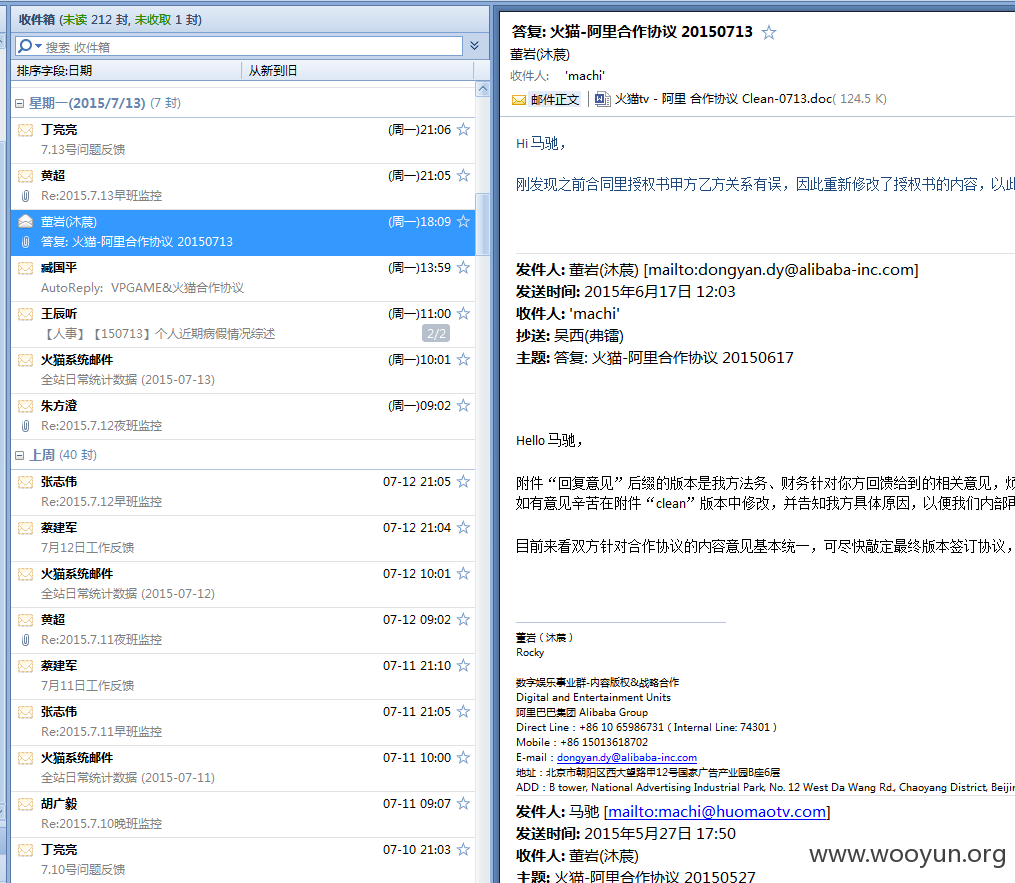 收件箱 (未读 212 封, 未收取 1 封)
搜索 收件箱
排序字段:日期 从新到旧
星期一(2015/7/13) (7 封)
丁亮亮 (周一)21:06
7.13号问题反馈
黄超 (周一)21:05
Re:2015.7.13早班监控
董岩(沐晨) (周一)18:09
答复: 火猫-阿里合作协议 20150713
臧国平 (周一)13:59
AutoReply: VPGAME&火猫合作协议
王辰昕 (周一)11:00
【人事】【150713】个人近期病假情况综述 2/2
火猫系统邮件 (周一)10:01
全站日常统计数据 (2015-07-13)
朱方澄 (周一)09:02
Re:2015.7.12夜班监控
上周 (40 封)
张志伟 07-12 21:05
Re:2015.7.12早班监控
蔡建军 07-12 21:04
7月12日工作反馈
火猫系统邮件 07-12 10:01
全站日常统计数据 (2015-07-12)
黄超 07-12 09:02
Re:2015.7.11夜班监控
蔡建军 07-11 21:10
7月11日工作反馈
张志伟 07-11 21:05
Re:2015.7.11早班监控
火猫系统邮件 07-11 10:00
全站日常统计数据 (2015-07-11)
胡广毅 07-11 09:07
Re:2015.7.10晚班监控
丁亮亮 07-10 21:03
7.10号问题反馈
答复: 火猫-阿里合作协议 20150713
董岩(沐晨)
收件人: 'machi'
邮件正文 火猫tv - 阿里 合作协议 Clean-0713.doc( 124.5 K)
Hi 马驰，
刚发现之前合同里授权书甲方乙方关系有误，因此重新修改了授权书的内容，以此
发件人: 董岩(沐晨) [mailto:dongyan.dy@alibaba-inc.com]
发送时间: 2015年6月17日 12:03
收件人: 'machi'
抄送: 吴西(弗镭)
主题: 答复: 火猫-阿里合作协议 20150617
Hello 马驰，
附件“回复意见”后缀的版本是我方法务、财务针对你方回馈给到的相关意见，烦
如有意见辛苦在附件“clean”版本中修改，并告知我方具体原因，以便我们内部再
目前来看双方针对合作协议的内容意见基本统一，可尽快敲定最终版本签订协议，
董岩（沐晨）
Rocky
数字娱乐事业群-内容版权&战略合作
Digital and Entertainment Units
阿里巴巴集团 Alibaba Group
Direct Line：+86 10 65986731（Internal Line: 74301）
Mobile：+86 15013618702
E-mail：dongyan.dy@alibaba-inc.com
地址：北京市朝阳区西大望路甲12号国家广告产业园B座6层
ADD：B tower, National Advertising Industrial Park, No. 12 West Da Wang Rd., Chaoyang District, Beijin
发件人: 马驰 [mailto:machi@huomaotv.com]
发送时间: 2015年5月27日 17:50
收件人: 董岩(沐晨)
主题: 火猫-阿里合作协议 20150527
www.wooyun.org